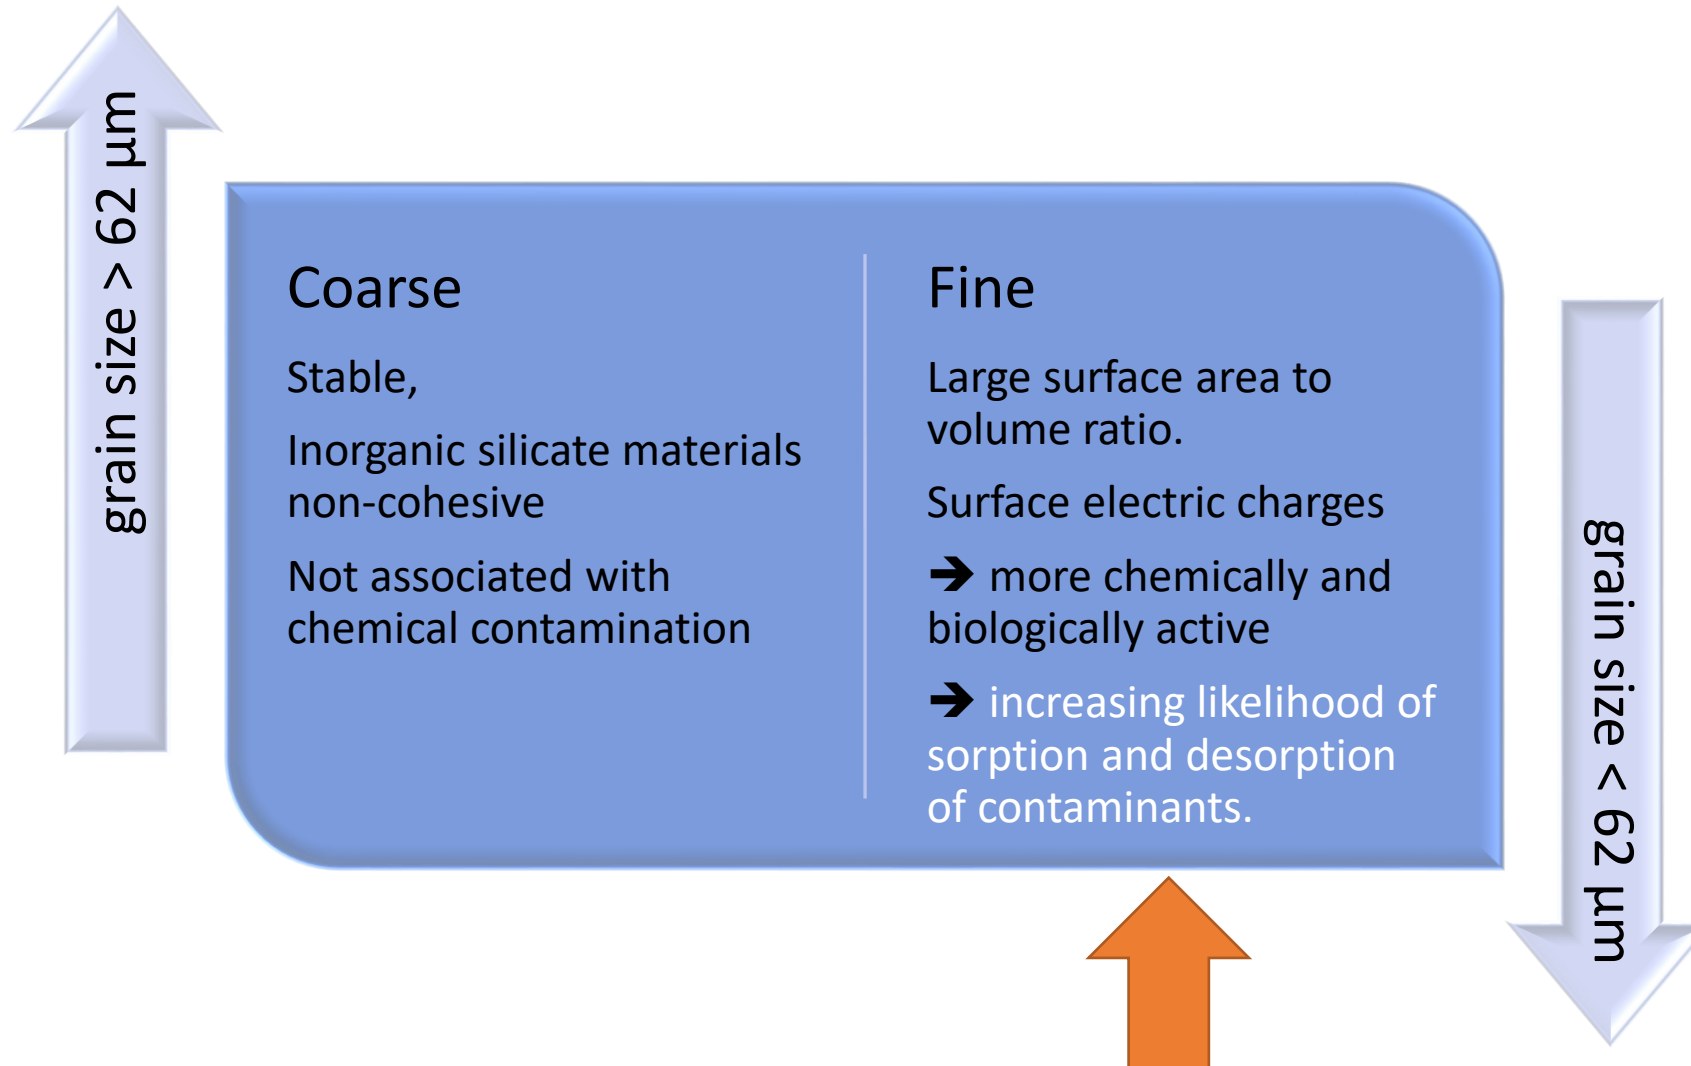 grain size > 62 µm
Coarse
Stable,
Inorganic silicate materials
non-cohesive
Not associated with
chemical contamination
Fine
Large surface area to
volume ratio.
Surface electric charges
➔ more chemically and
biologically active
➔ increasing likelihood of
sorption and desorption
of contaminants.
grain size < 62 µm